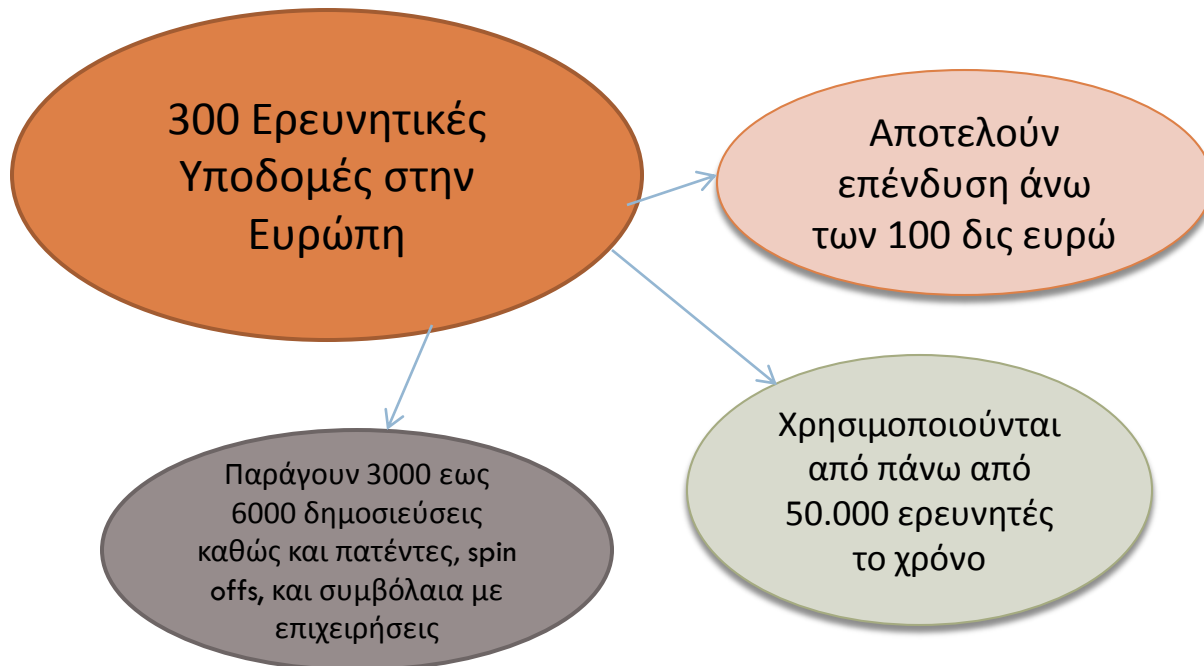 300 Ερευνητικές
Υποδομές στην
Ευρώπη
Αποτελούν
επένδυση άνω
των 100 δις ευρώ
Χρησιμοποιούνται
από πάνω από
50.000 ερευνητές
το χρόνο
Παράγουν 3000 εως
6000 δημοσιεύσεις
καθώς και πατέντες, spin
offs, και συμβόλαια με
επιχειρήσεις